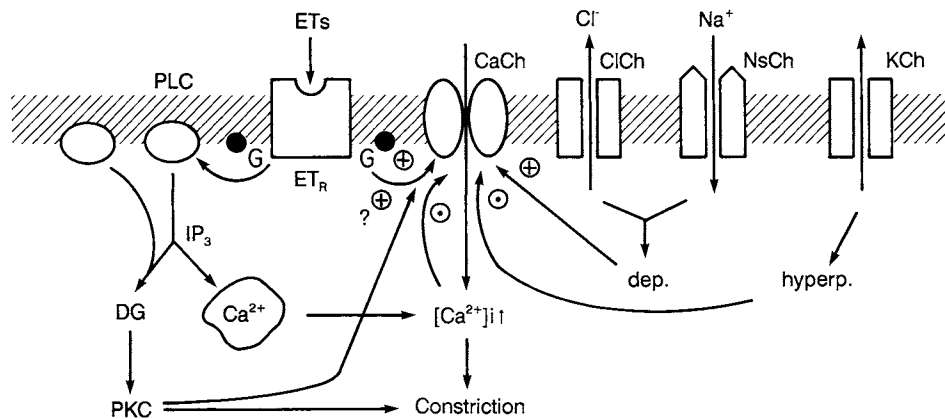 ETs
Cl⁻
Na⁺
CaCh
ClCh
NsCh
KCh
PLC
G
ET_R
G
⊕
⊕
⊕
?
⊙
⊙
IP₃
dep.
hyperp.
DG
Ca²⁺
[Ca²⁺]i↑
PKC
Constriction